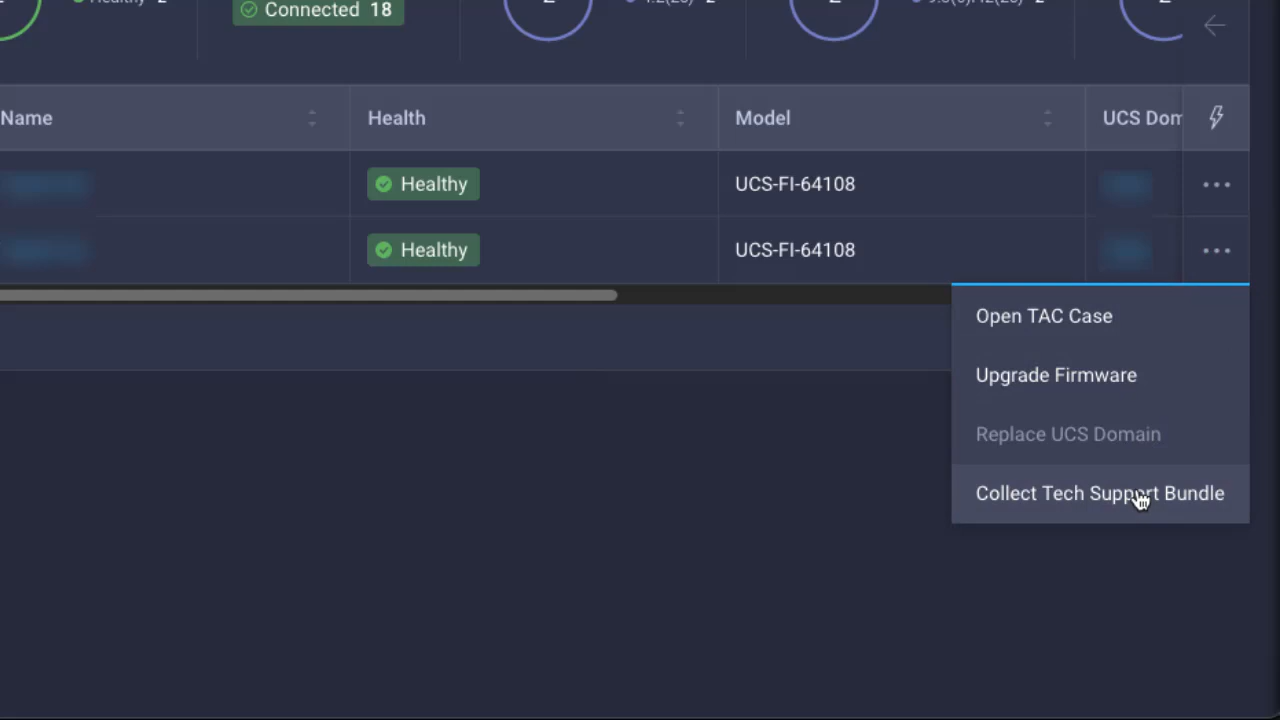 Connected 18
Name Health Model UCS Dom
Healthy UCS-FI-64108
Healthy UCS-FI-64108
Open TAC Case
Upgrade Firmware
Replace UCS Domain
Collect Tech Support Bundle